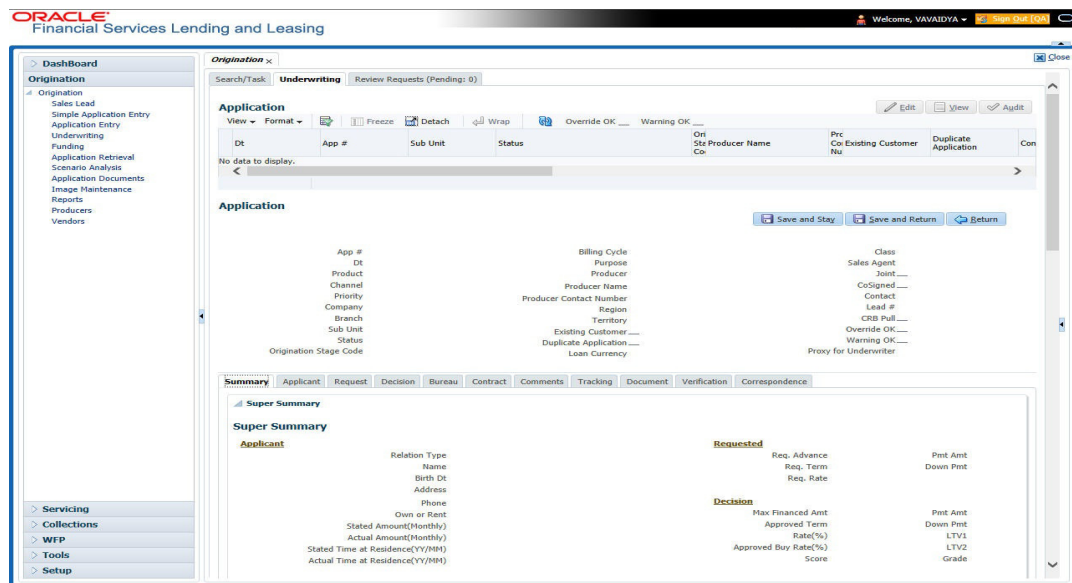 ORACLE
Financial Services Lending and Leasing
Welcome, VAVAIDYA
Sign Out [QA]
Close
DashBoard
Origination
Origination
Sales Lead
Simple Application Entry
Application Entry
Underwriting
Funding
Application Retrieval
Scenario Analysis
Application Documents
Image Maintenance
Reports
Producers
Vendors
Servicing
Collections
WFP
Tools
Setup
Origination
Search/Task Underwriting Review Requests (Pending: 0)
Application
Edit View Audit
View Format Freeze Detach Wrap Override OK Warning OK
Dt App # Sub Unit Status Ori Sta Co Producer Name Prc Co Nu Existing Customer Duplicate Application Con
No data to display.
Application
Save and Stay Save and Return Return
App # Billing Cycle Class
Dt Purpose Sales Agent
Product Producer Joint
Channel Producer Name CoSigned
Priority Producer Contact Number Contact
Company Region Lead #
Branch Territory CRB Pull
Sub Unit Existing Customer Override OK
Status Duplicate Application Warning OK
Origination Stage Code Loan Currency Proxy for Underwriter
Summary Applicant Request Decision Bureau Contract Comments Tracking Document Verification Correspondence
Super Summary
Super Summary
Applicant
Relation Type
Name
Birth Dt
Address
Phone
Own or Rent
Stated Amount(Monthly)
Actual Amount(Monthly)
Stated Time at Residence(YY/MM)
Actual Time at Residence(YY/MM)
Requested
Req. Advance Pmt Amt
Req. Term Down Pmt
Req. Rate
Decision
Max Financed Amt Pmt Amt
Approved Term Down Pmt
Rate(%) LTV1
Approved Buy Rate(%) LTV2
Score Grade